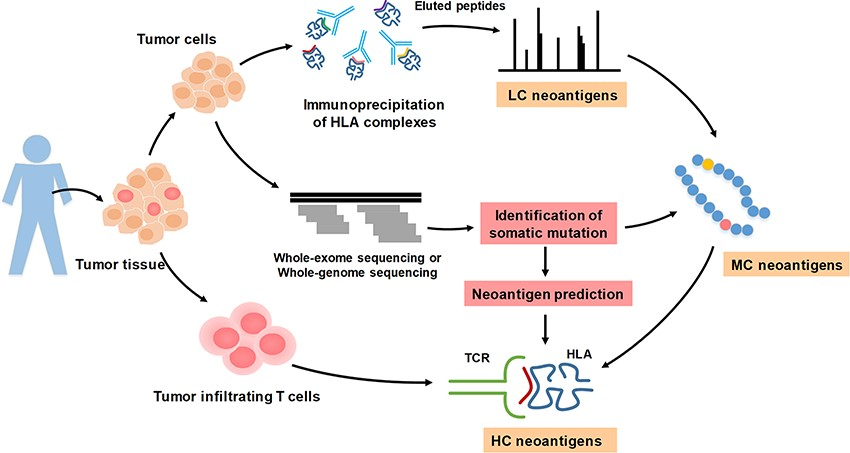 Tumor cells
Eluted peptides
Immunoprecipitation
of HLA complexes
LC neoantigens
Tumor tissue
Whole-exome sequencing or
Whole-genome sequencing
Identification of
somatic mutation
MC neoantigens
Neoantigen prediction
Tumor infiltrating T cells
TCR
HLA
HC neoantigens